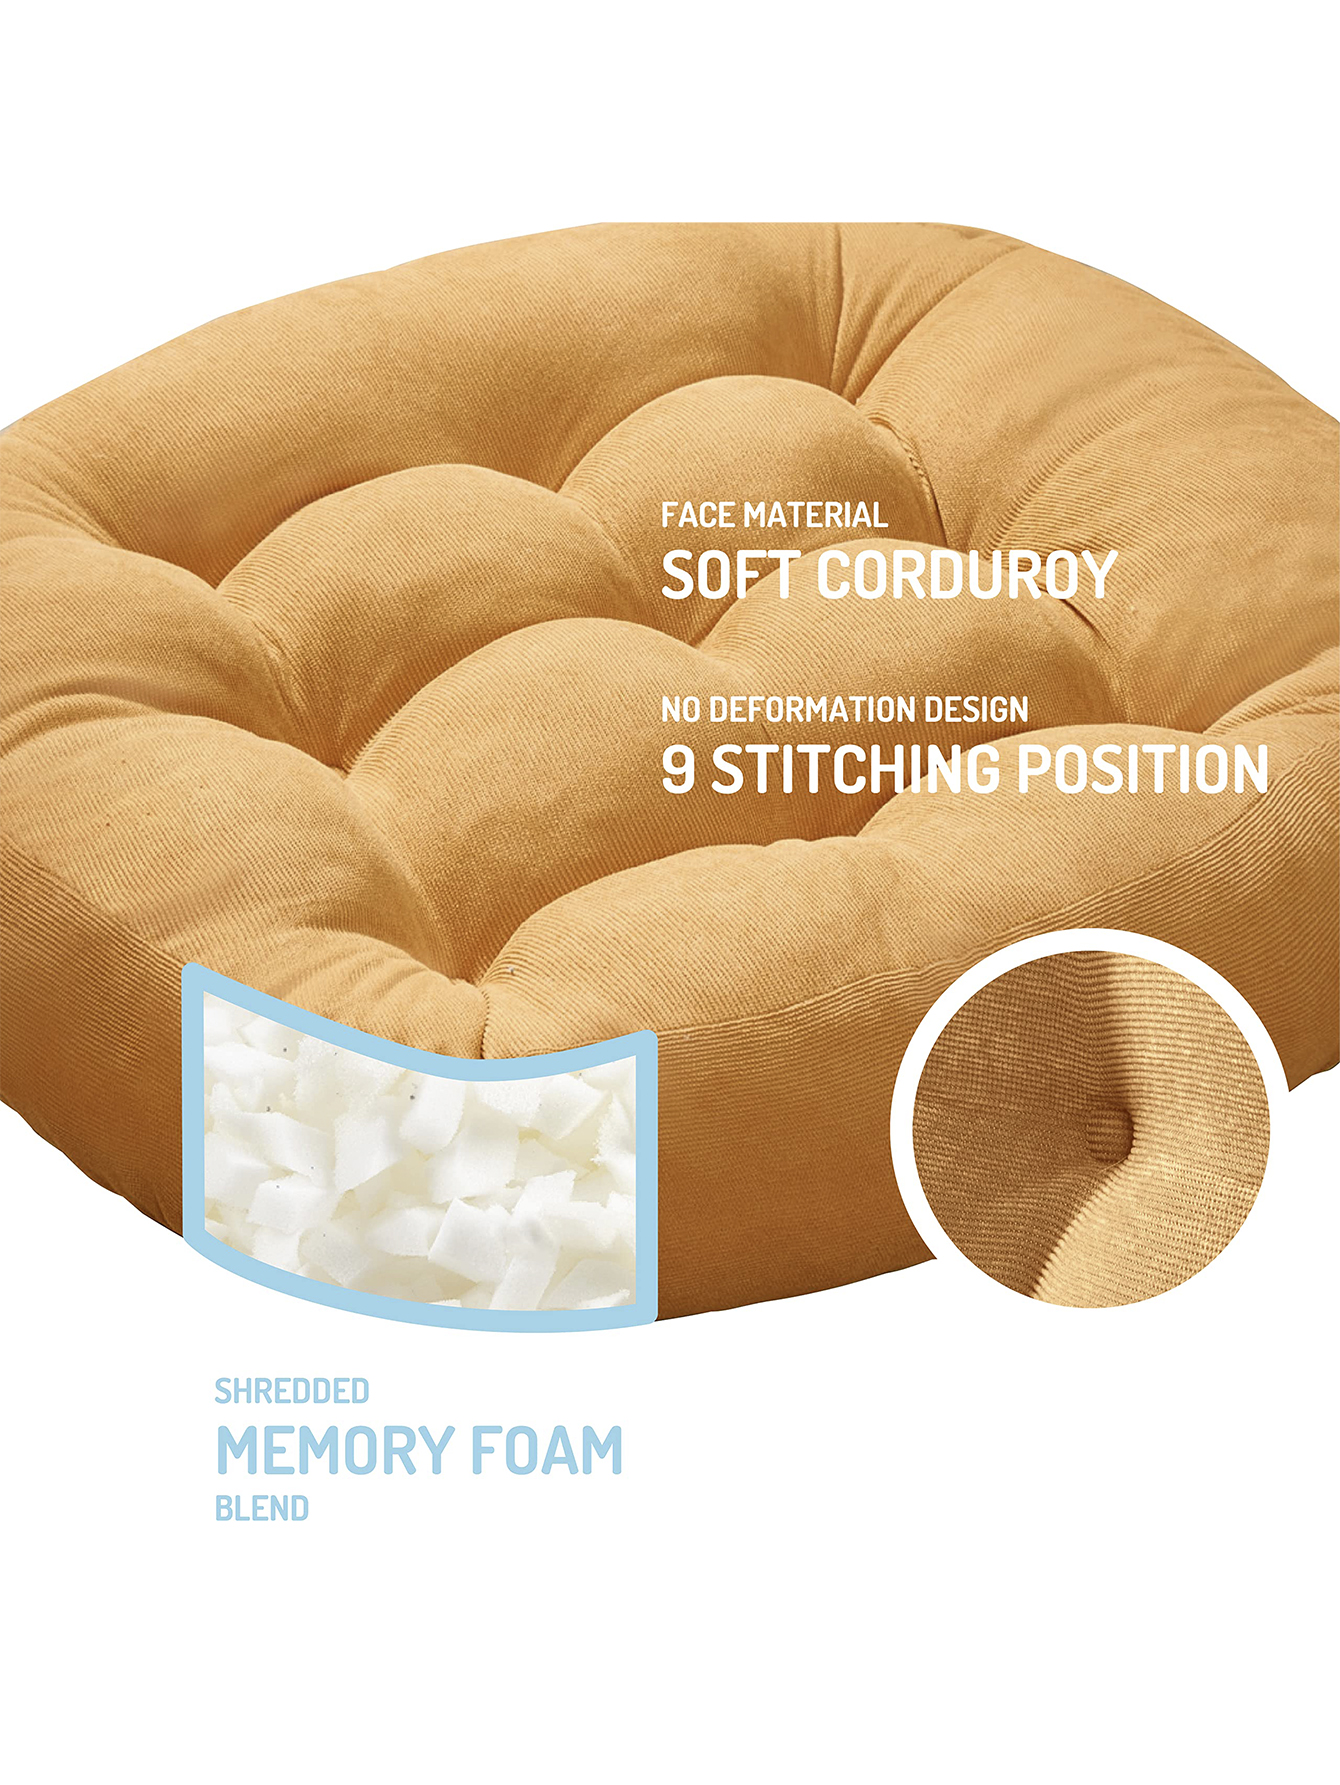 FACE MATERIAL
SOFT CORDUROY
NO DEFORMATION DESIGN
9 STITCHING POSITION
SHREDDED
MEMORY FOAM
BLEND